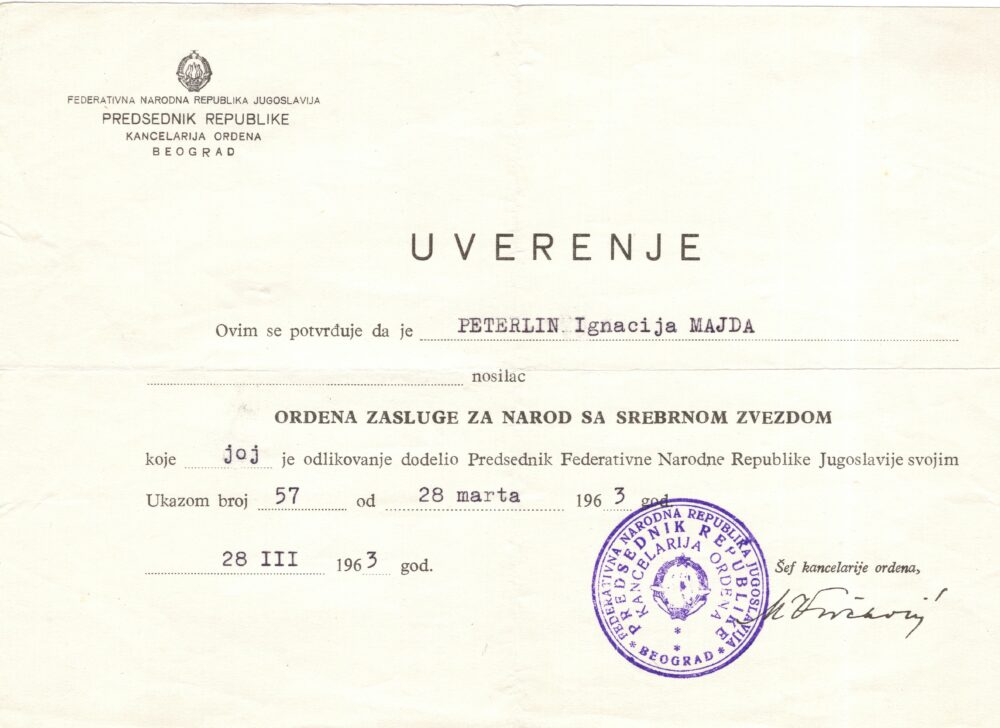 FEDERATIVNA NARODNA REPUBLIKA JUGOSLAVIJA
PREDSEDNIK REPUBLIKE
KANCELARIJA ORDENA
BEOGRAD
UVERENJE
Ovim se potvrđuje da je PETERLIN Ignacija MAJDA
nosilac
ORDENA ZASLUGE ZA NAROD SA SREBRNOM ZVEZDOM
koje joj je odlikovanje dodelio Predsednik Federativne Narodne Republike Jugoslavije svojim
Ukazom broj 57 od 28 marta 1963 god.
28 III 1963 god.
Šef kancelarije ordena,
FEDERATIVNA NARODNA REPUBLIKA JUGOSLAVIJA
PREDSEDNIK REPUBLIKE
KANCELARIJA ORDENA
* BEOGRAD *